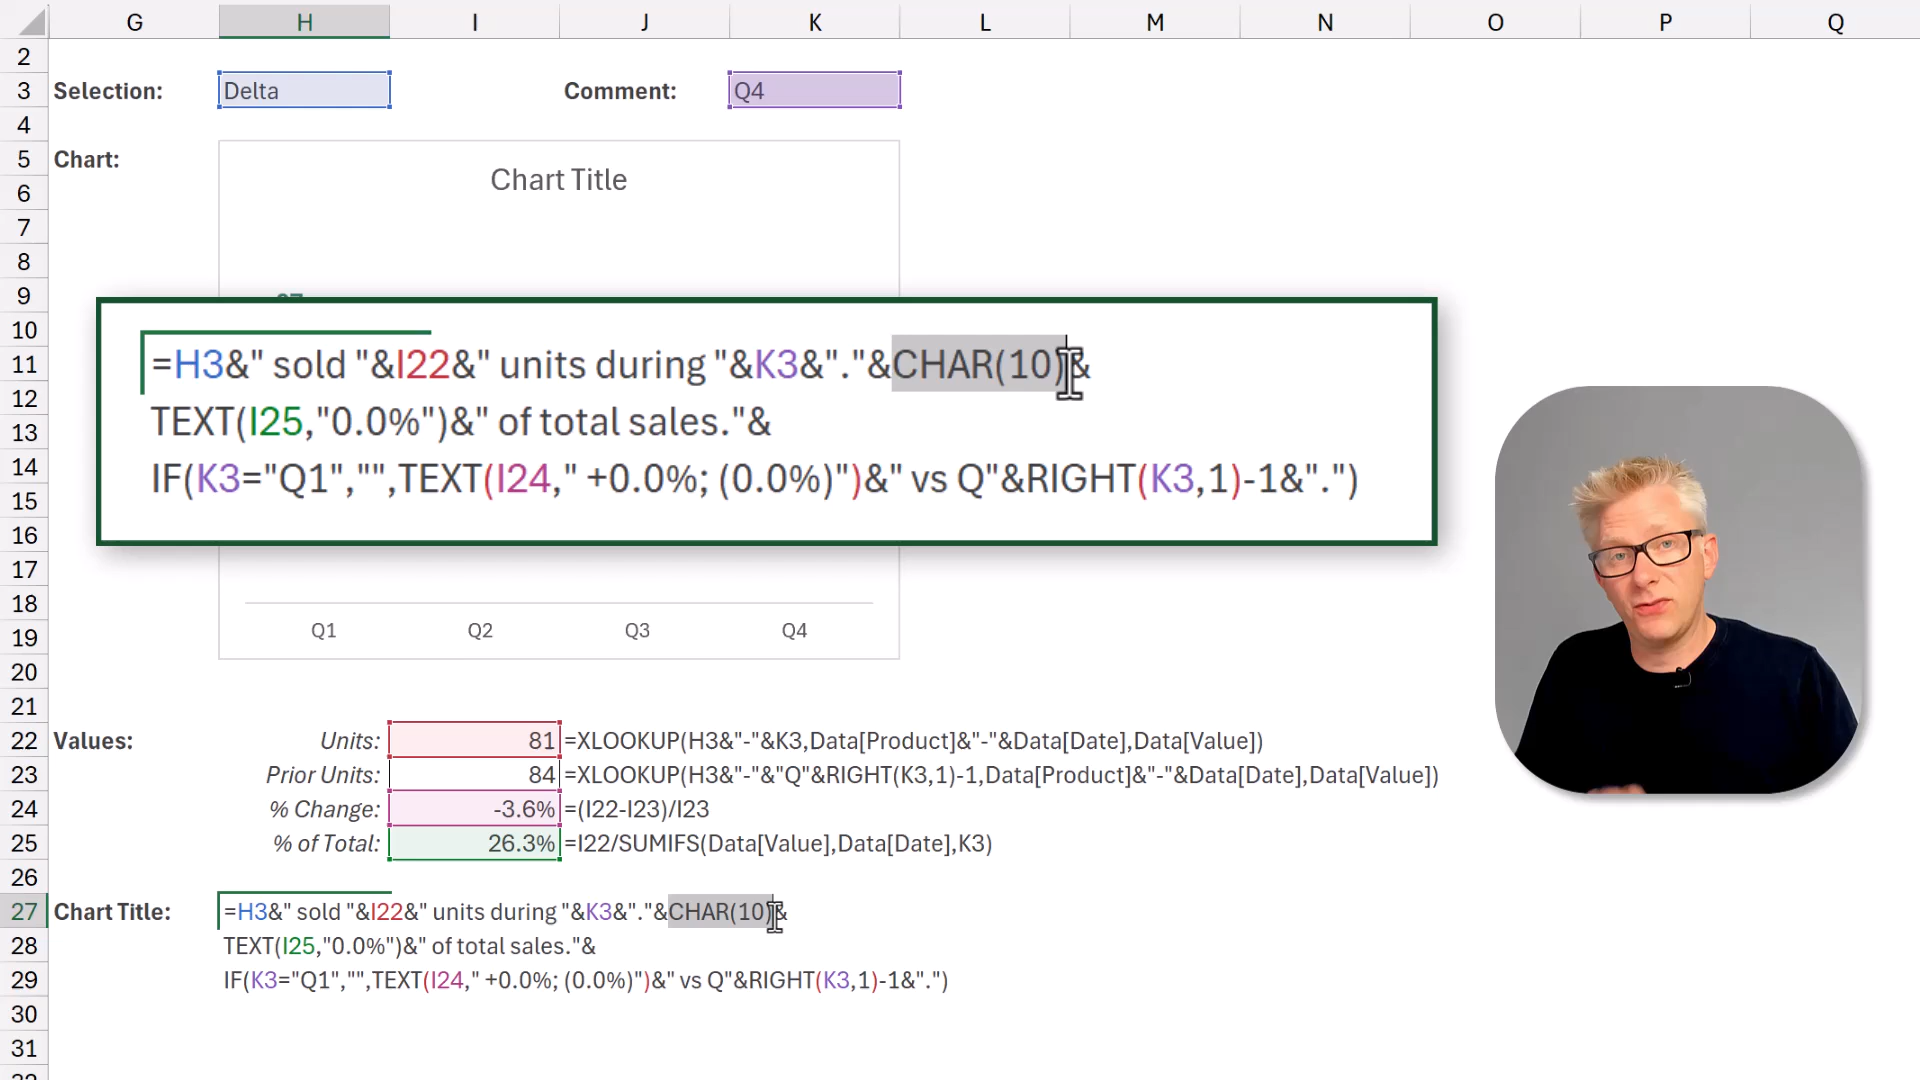 G H I J K L M N O P Q
2
3 Selection: Delta Comment: Q4
4
5 Chart:
Chart Title
6
7
8
9
10
11 =H3&" sold "&I22&" units during "&K3&"."&CHAR(10)&
12 TEXT(I25,"0.0%")&" of total sales."&
13
14 IF(K3="Q1","",TEXT(I24," +0.0%; (0.0%)")&" vs Q"&RIGHT(K3,1)-1&".")
15
16
17
18
19 Q1 Q2 Q3 Q4
20
21
22 Values: Units: 81 =XLOOKUP(H3&"-"&K3,Data[Product]&"-"&Data[Date],Data[Value])
23 Prior Units: 84 =XLOOKUP(H3&"-"&"Q"&RIGHT(K3,1)-1,Data[Product]&"-"&Data[Date],Data[Value])
24 % Change: -3.6% =(I22-I23)/I23
25 % of Total: 26.3% =I22/SUMIFS(Data[Value],Data[Date],K3)
26
27 Chart Title: =H3&" sold "&I22&" units during "&K3&"."&CHAR(10)&
28 TEXT(I25,"0.0%")&" of total sales."&
29 IF(K3="Q1","",TEXT(I24," +0.0%; (0.0%)")&" vs Q"&RIGHT(K3,1)-1&".")
30
31